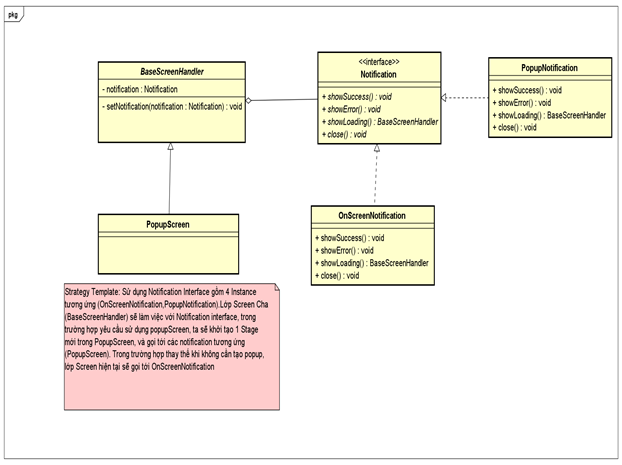 pkg
BaseScreenHandler
- notification : Notification
- setNotification(notification : Notification) : void
<<interface>>
Notification
+ showSuccess() : void
+ showError() : void
+ showLoading() : BaseScreenHandler
+ close() : void
PopupNotification
+ showSuccess() : void
+ showError() : void
+ showLoading() : BaseScreenHandler
+ close() : void
PopupScreen
OnScreenNotification
+ showSuccess() : void
+ showError() : void
+ showLoading() : BaseScreenHandler
+ close() : void
Strategy Template: Sử dụng Notification Interface gồm 4 Instance
tương ứng (OnScreenNotification,PopupNotification).Lớp Screen Cha
(BaseScreenHandler) sẽ làm việc với Notification interface, trong
trường hợp yêu cầu sử dụng popupScreen, ta sẽ khởi tạo 1 Stage
mới trong PopupScreen, và gọi tới các notification tương ứng
(PopupScreen). Trong trường hợp thay thế khi không cần tạo popup,
lớp Screen hiện tại sẽ gọi tới OnScreenNotification